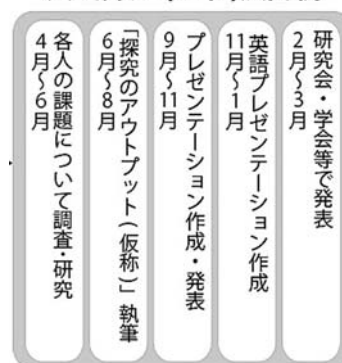 各人の課題について調査・研究
4月〜6月
「探究のアウトプット(仮称)」執筆
6月〜8月
プレゼンテーション作成・発表
9月〜11月
英語プレゼンテーション作成
11月〜1月
研究会・学会等で発表
2月〜3月